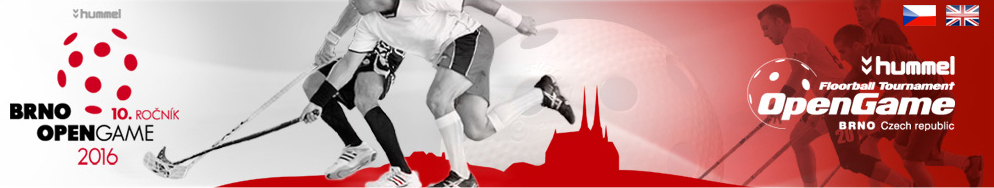 hummel
BRNO 10. ROČNÍK
OPENGAME
2016
hummel
Floorball Tournament
OpenGame
BRNO Czech republic